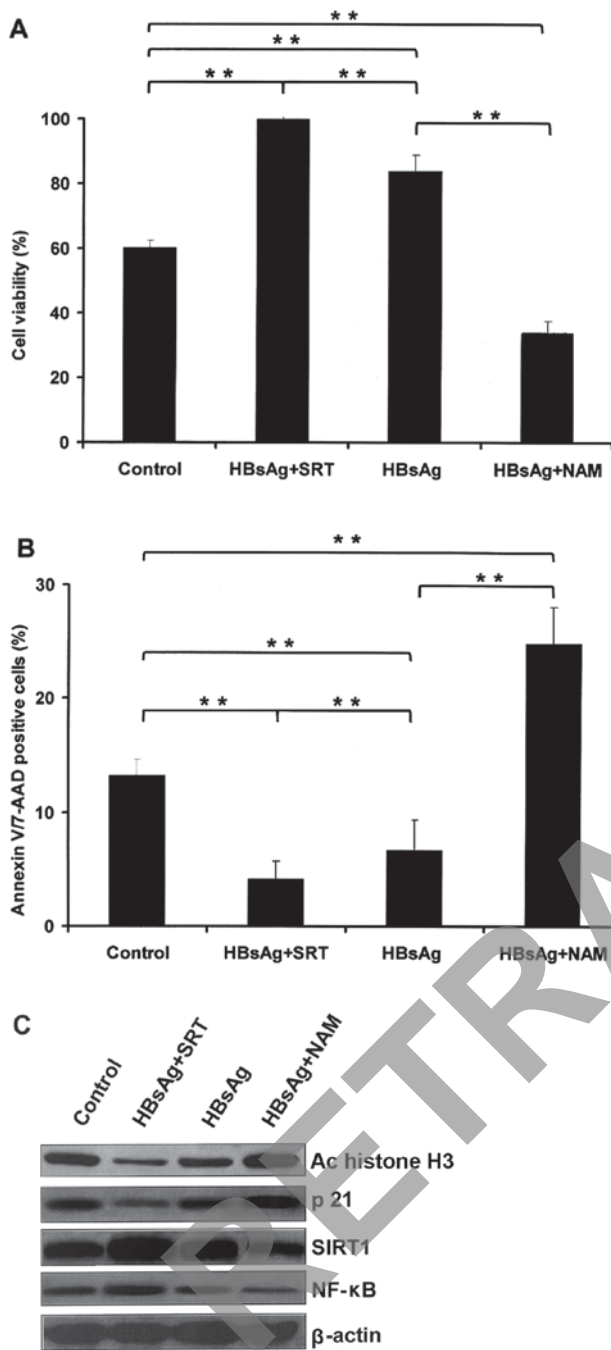 A
* *
* *
* * * *
* *
100
80
60
40
20
0
Cell viability (%)
Control HBsAg+SRT HBsAg HBsAg+NAM
B
* *
* *
* *
* * * *
30
20
10
0
Annexin V/7-AAD positive cells (%)
Control HBsAg+SRT HBsAg HBsAg+NAM
C
Control HBsAg+SRT HBsAg HBsAg+NAM
Ac histone H3
p 21
SIRT1
NF-κB
β-actin
RETRA